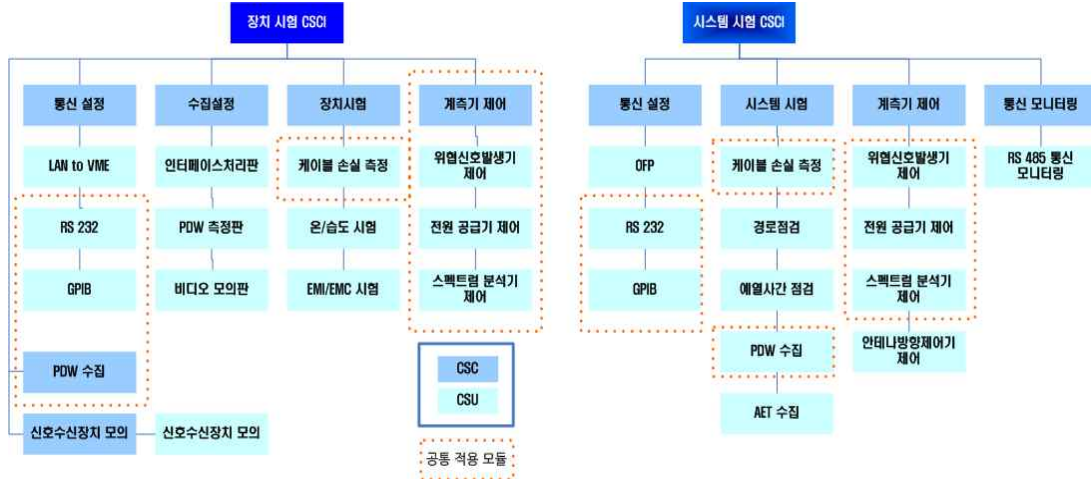 장치 시험 CSCI
통신 설정
수집설정
장치시험
계측기 제어
LAN to VME
인터페이스처리판
케이블 손실 측정
위협신호발생기
제어
RS 232
PDW 측정판
온/습도 시험
전원 공급기 제어
GPIB
비디오 모의판
EMI/EMC 시험
스펙트럼 분석기
제어
PDW 수집
신호수신장치 모의
신호수신장치 모의
CSC
CSU
공통 적용 모듈
시스템 시험 CSCI
통신 설정
시스템 시험
계측기 제어
통신 모니터링
OFP
케이블 손실 측정
위협신호발생기
제어
RS 485 통신
모니터링
RS 232
경로점검
전원 공급기 제어
GPIB
예열시간 점검
스펙트럼 분석기
제어
PDW 수집
안테나방향제어기
제어
AET 수집